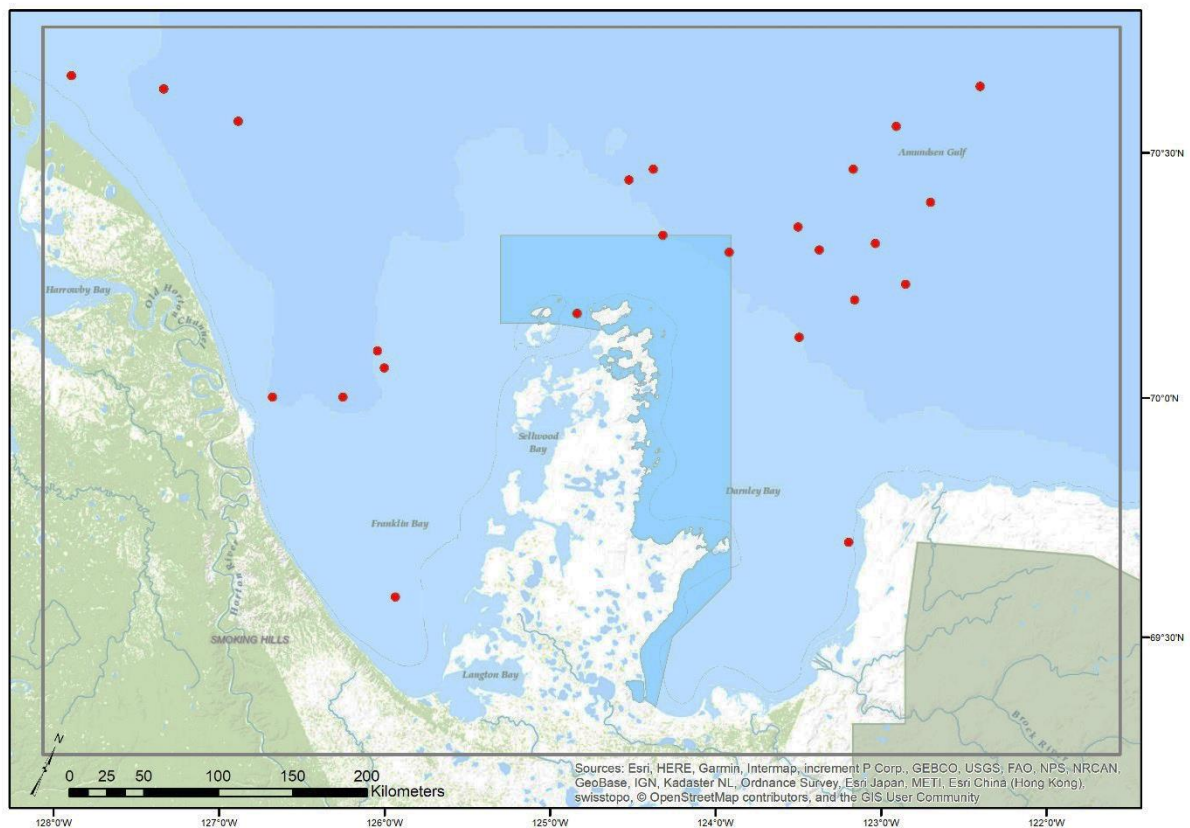 Amundsen Gulf
70°30'N
Harrowby Bay
Old Horton Channel
70°0'N
Sellwood
Bay
Darnley Bay
Franklin Bay
Horton River
SMOKING HILLS
69°30'N
Langton Bay
Brock River
N
0 25 50 100 150 200
Kilometers
Sources: Esri, HERE, Garmin, Intermap, increment P Corp., GEBCO, USGS, FAO, NPS, NRCAN,
GeoBase, IGN, Kadaster NL, Ordnance Survey, Esri Japan, METI, Esri China (Hong Kong),
swisstopo, © OpenStreetMap contributors, and the GIS User Community
128°0'W 127°0'W 126°0'W 125°0'W 124°0'W 123°0'W 122°0'W